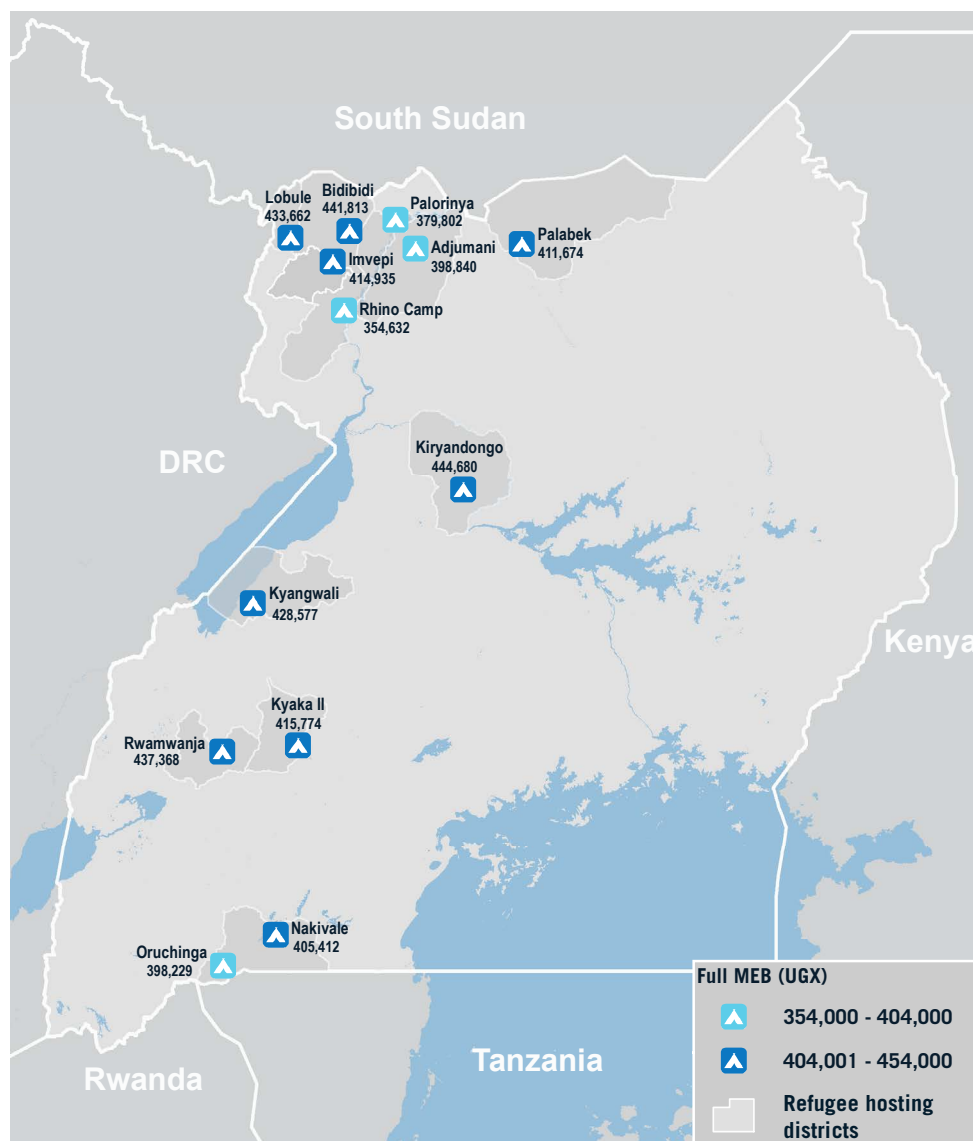 South Sudan
Lobule
433,662
Bidibidi
441,813
Palorinya
379,802
Adjumani
398,840
Palabek
411,674
Imvepi
414,935
Rhino Camp
354,632
DRC
Kiryandongo
444,680
Kyangwali
428,577
Kenya
Kyaka II
415,774
Rwamwanja
437,368
Nakivale
405,412
Oruchinga
398,229
Rwanda
Tanzania
Full MEB (UGX)
354,000 - 404,000
404,001 - 454,000
Refugee hosting
districts